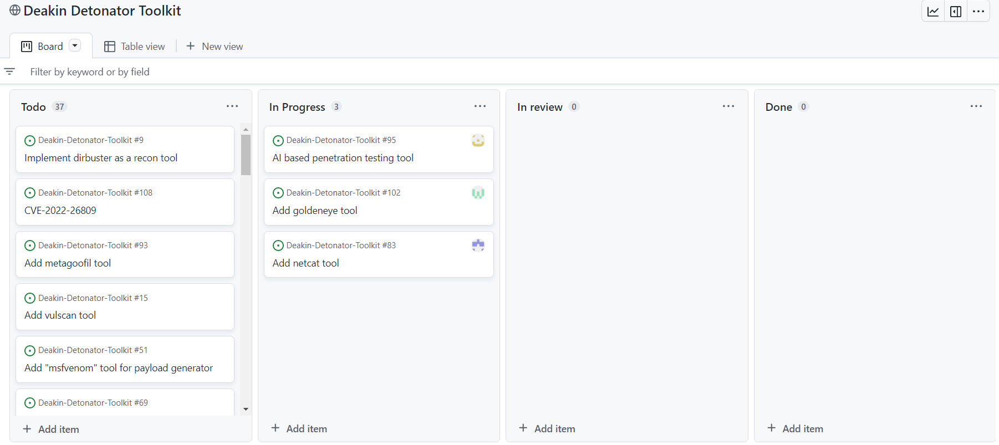 Deakin Detonator Toolkit
Board
Table view
New view
Filter by keyword or by field
Todo 37
Deakin-Detonator-Toolkit #9
Implement dirbuster as a recon tool
Deakin-Detonator-Toolkit #108
CVE-2022-26809
Deakin-Detonator-Toolkit #93
Add metagoofil tool
Deakin-Detonator-Toolkit #15
Add vulscan tool
Deakin-Detonator-Toolkit #51
Add "msfvenom" tool for payload generator
Deakin-Detonator-Toolkit #69
Add item
In Progress 3
Deakin-Detonator-Toolkit #95
AI based penetration testing tool
Deakin-Detonator-Toolkit #102
Add goldeneye tool
Deakin-Detonator-Toolkit #83
Add netcat tool
Add item
In review 0
Add item
Done 0
Add item